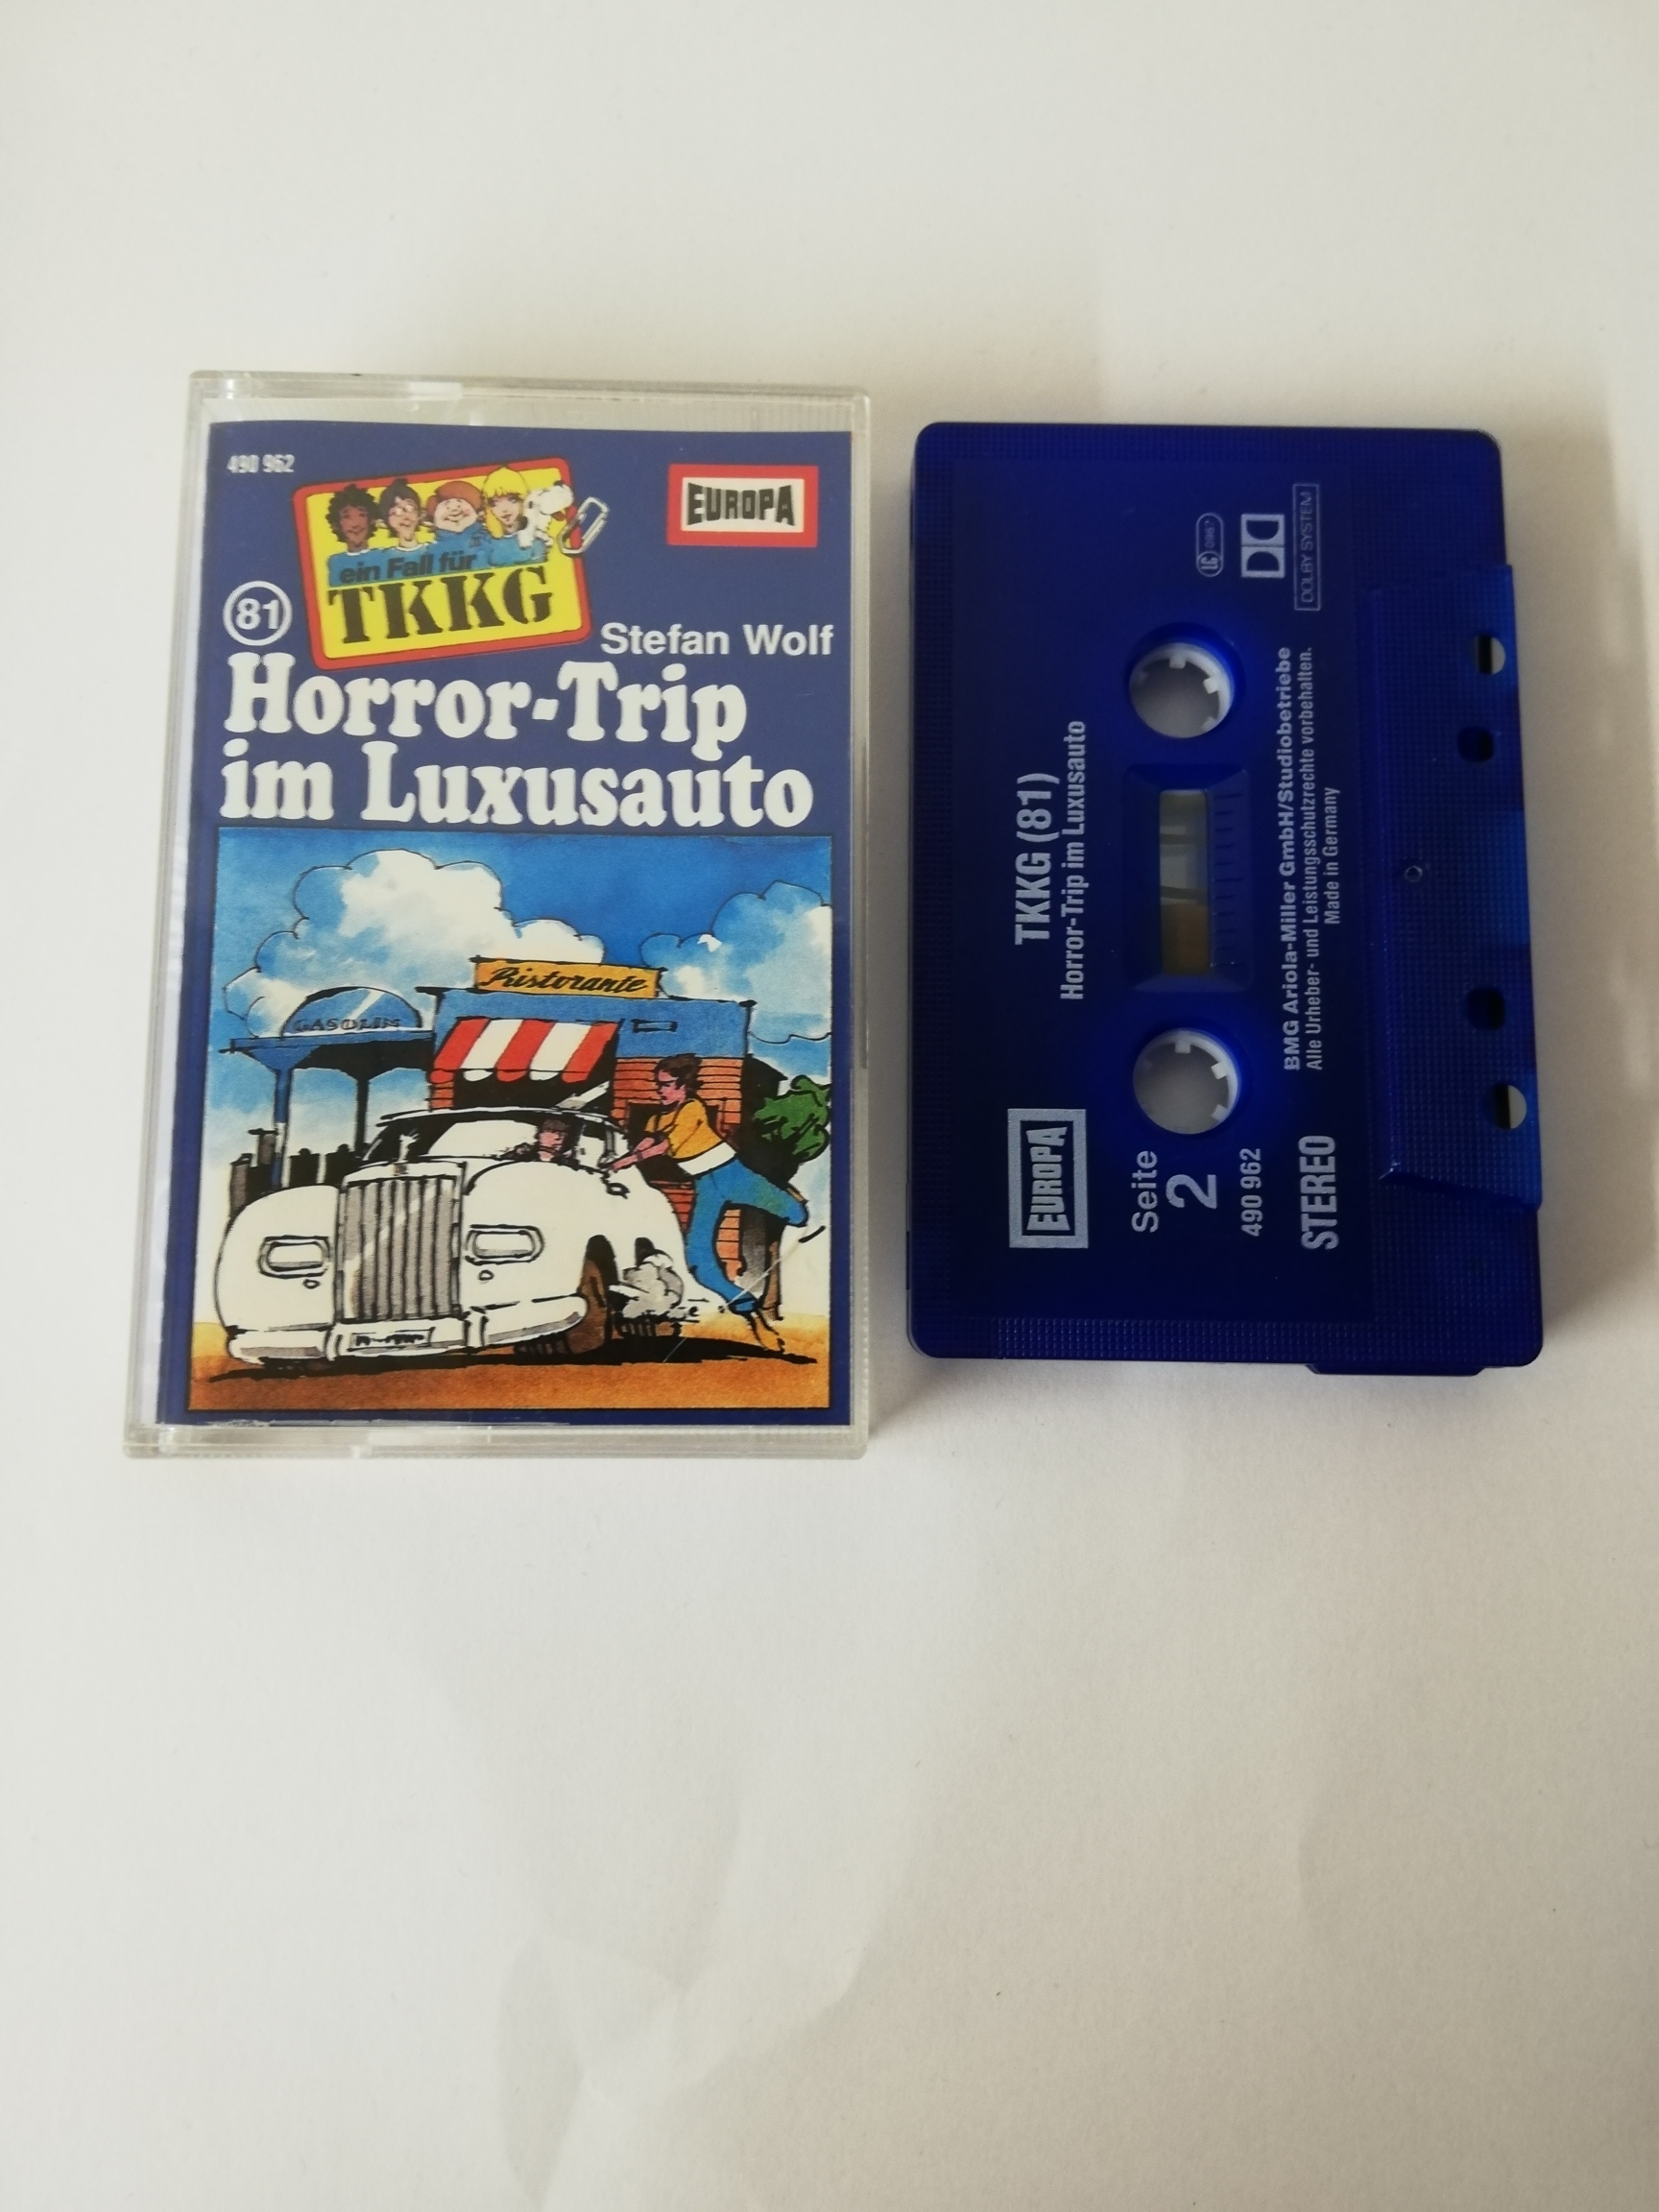 490 962
ein Fall für
TKKG
EUROPA
81
Stefan Wolf
Horror-Trip
im Luxusauto
Ristorante
GASOLIN
EUROPA
TKKG (81)
Horror-Trip im Luxusauto
Seite
2
490 962
STEREO
BMG Ariola-Miller GmbH/Studiobetriebe
Alle Urheber- und Leistungsschutzrechte vorbehalten.
Made in Germany
LC
DOLBY SYSTEM